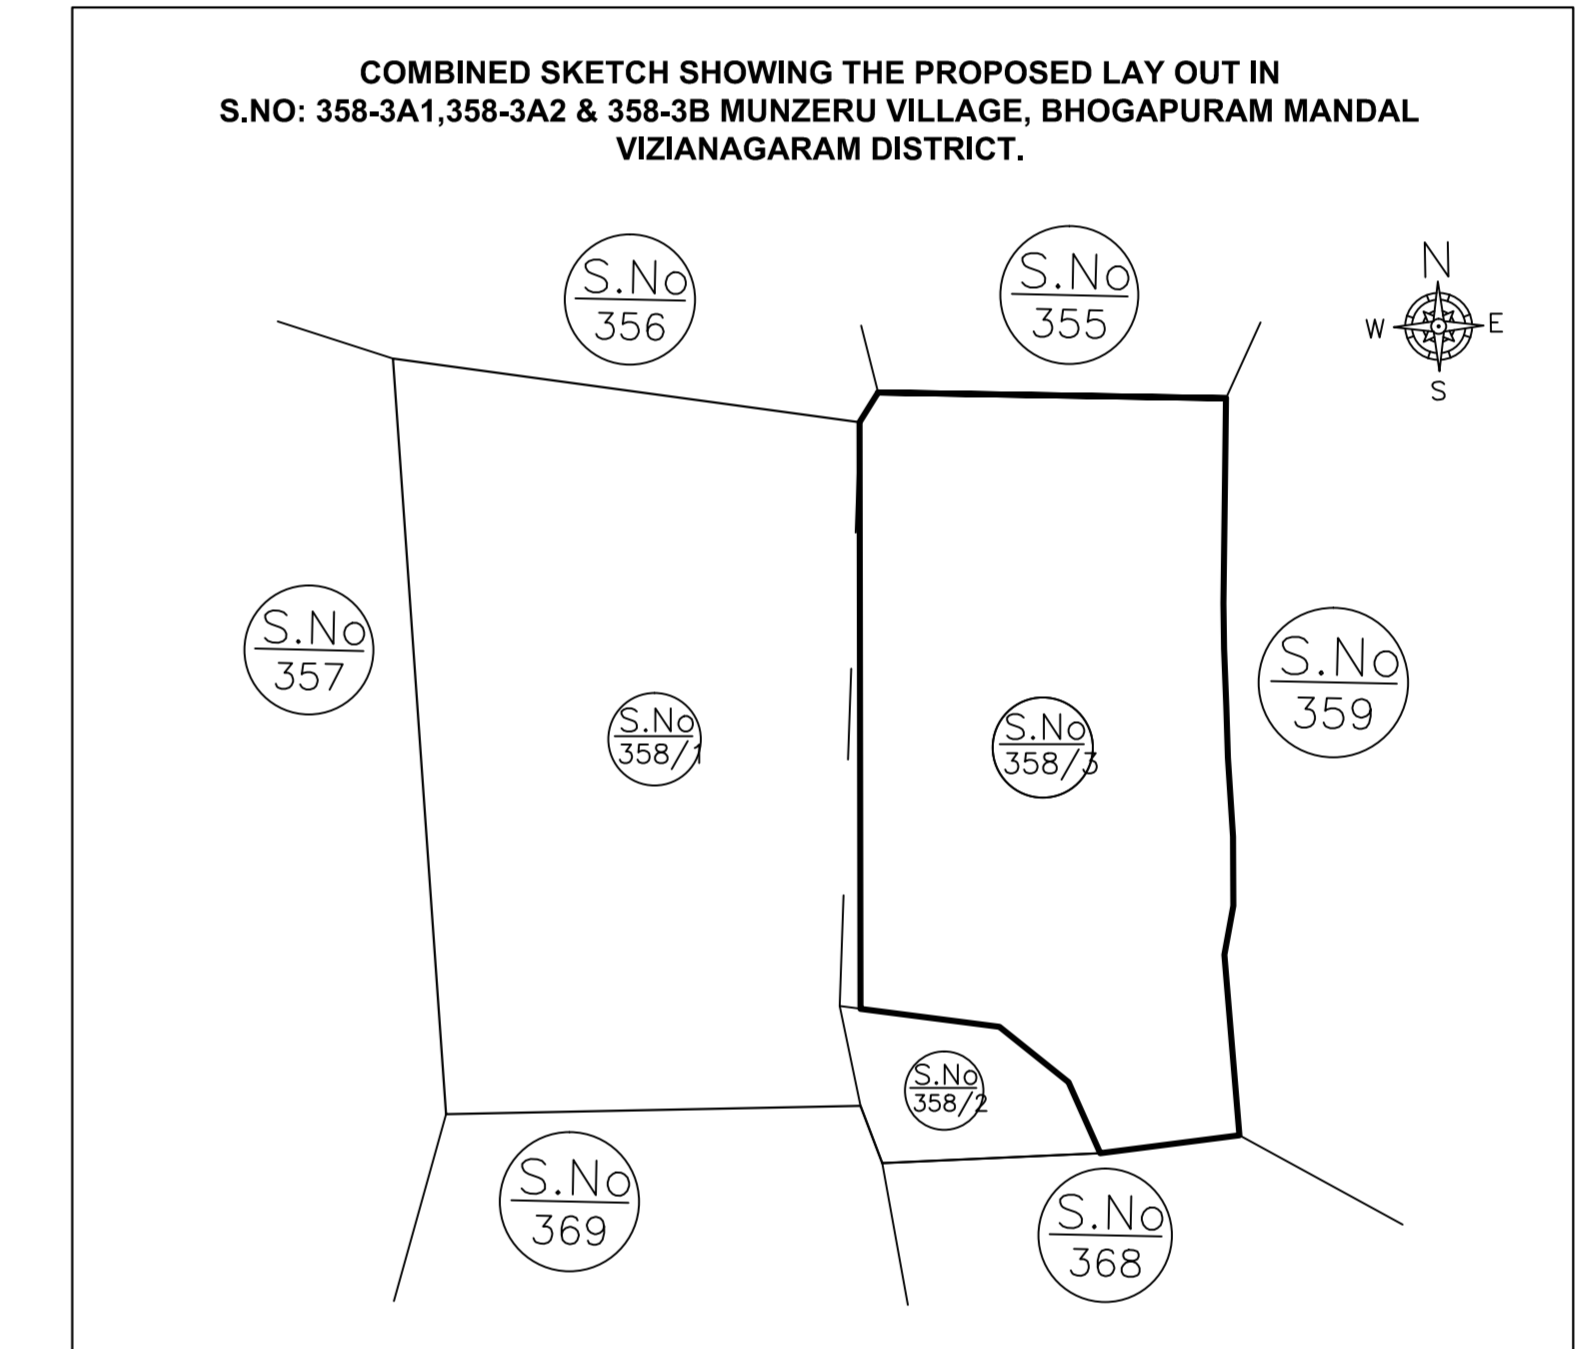 COMBINED SKETCH SHOWING THE PROPOSED LAY OUT IN
S.NO: 358-3A1,358-3A2 & 358-3B MUNZERU VILLAGE, BHOGAPURAM MANDAL
VIZIANAGARAM DISTRICT.
S.No
356
S.No
355
N
W
E
S
S.No
357
S.No
358/1
S.No
358/3
S.No
359
S.No
358/2
S.No
369
S.No
368